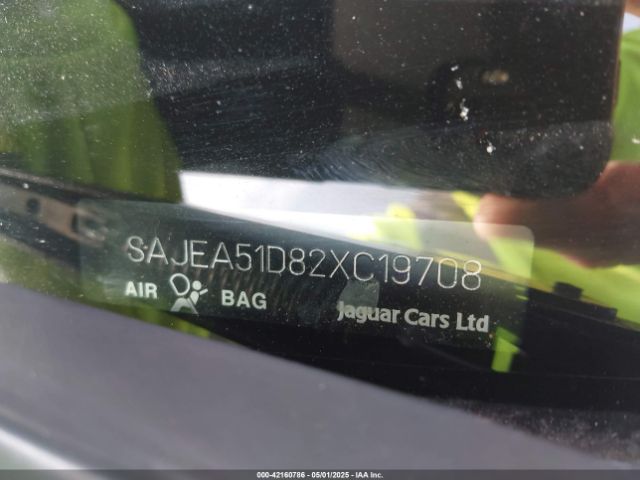 SAJEA51D82XC19708
AIR BAG
Jaguar Cars Ltd
000-42160786 - 05/01/2025 - IAA Inc.